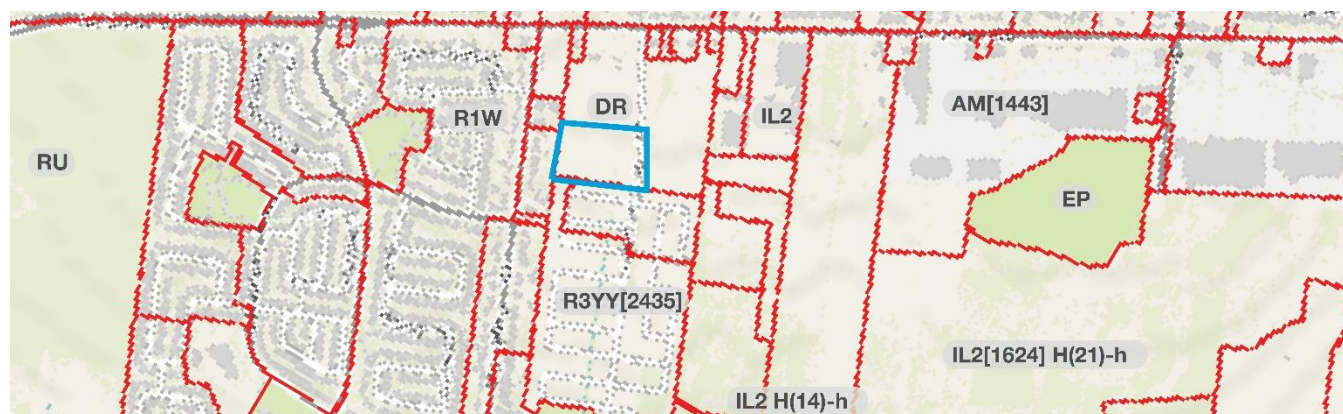 DR
AM[1443]
R1W
IL2
RU
EP
R3YY[2435]
IL2[1624] H(21)-h
IL2 H(14)-h